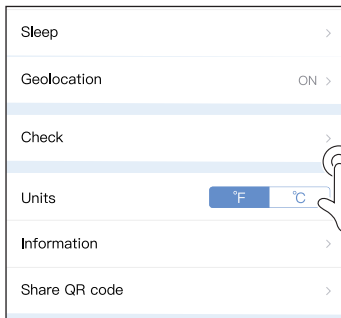 Sleep
Geolocation ON
Check
Units °F °C
Information
Share QR code